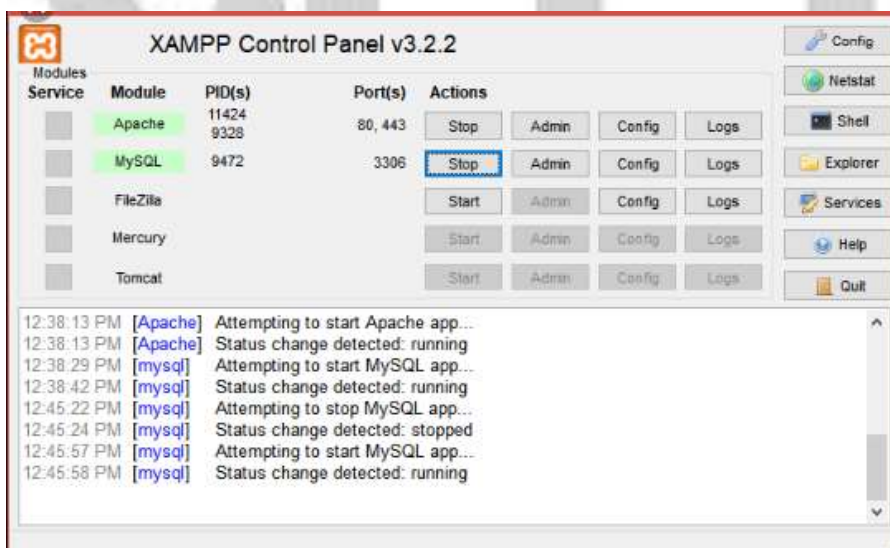 XAMPP Control Panel v3.2.2
Config
Modules
Service Module PID(s) Port(s) Actions
Netstat
Apache 11424 9328 80, 443 Stop Admin Config Logs
Shell
MySQL 9472 3306 Stop Admin Config Logs
Explorer
FileZilla Start Admin Config Logs
Services
Mercury Start Admin Config Logs
Help
Tomcat Start Admin Config Logs
Quit
12:38:13 PM [Apache] Attempting to start Apache app...
12:38:13 PM [Apache] Status change detected: running
12:38:29 PM [mysql] Attempting to start MySQL app...
12:38:42 PM [mysql] Status change detected: running
12:45:22 PM [mysql] Attempting to stop MySQL app...
12:45:24 PM [mysql] Status change detected: stopped
12:45:57 PM [mysql] Attempting to start MySQL app...
12:45:58 PM [mysql] Status change detected: running